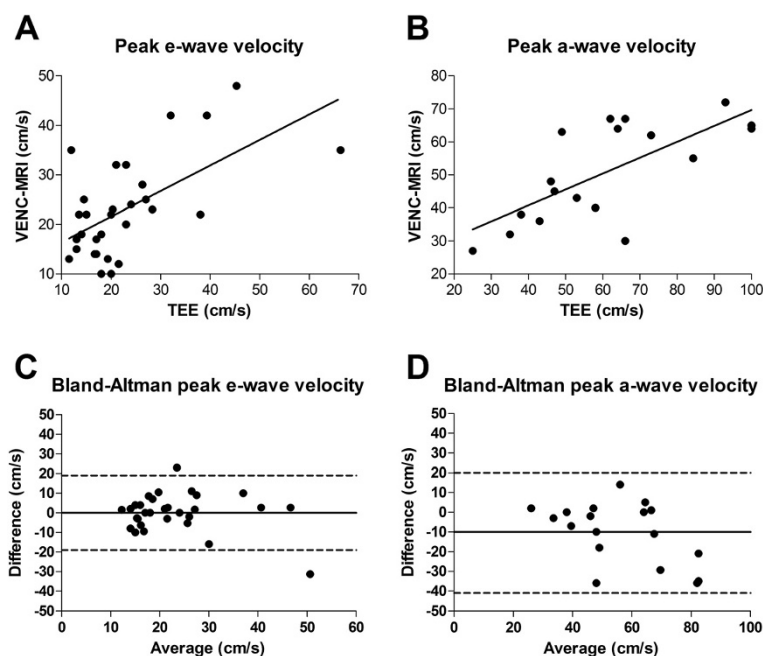 A
Peak e-wave velocity
VENC-MRI (cm/s)
50
40
30
20
10
10 20 30 40 50 60 70
TEE (cm/s)
B
Peak a-wave velocity
VENC-MRI (cm/s)
80
70
60
50
40
30
20
20 30 40 50 60 70 80 90 100
TEE (cm/s)
C
Bland-Altman peak e-wave velocity
Difference (cm/s)
50
40
30
20
10
0
-10
-20
-30
-40
-50
0 10 20 30 40 50 60
Average (cm/s)
D
Bland-Altman peak a-wave velocity
Difference (cm/s)
50
40
30
20
10
0
-10
-20
-30
-40
-50
0 20 40 60 80 100
Average (cm/s)